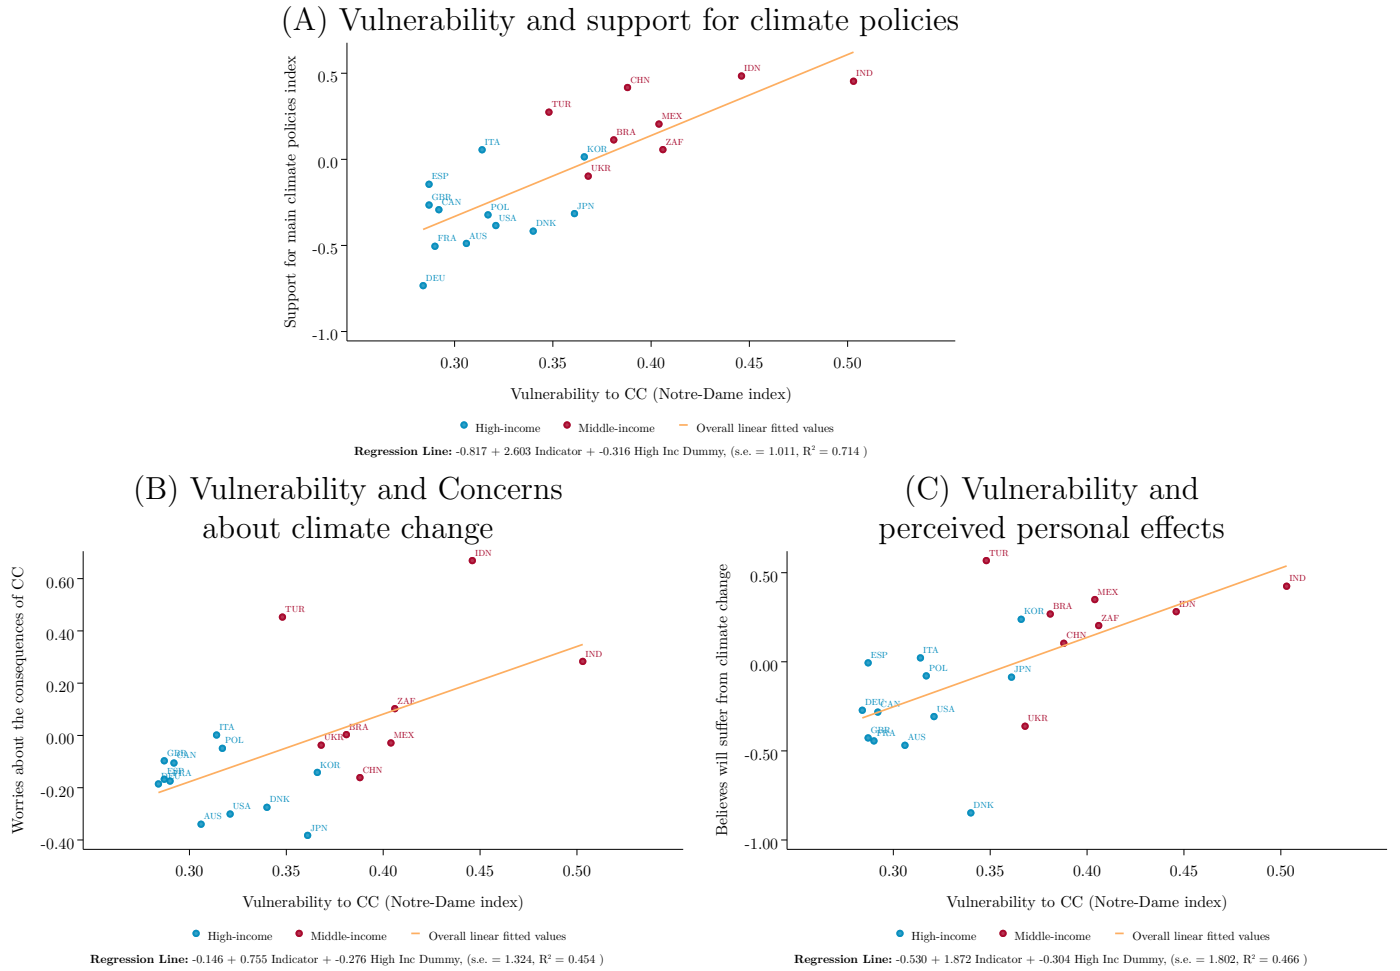 (A) Vulnerability and support for climate policies
Support for main climate policies index
0.5
0.0
-0.5
-1.0
IDN
IND
CHN
TUR
MEX
BRA
ZAF
ITA
KOR
UKR
ESP
GBR
CAN
POL
JPN
USA
DNK
FRA
AUS
DEU
0.30
0.35
0.40
0.45
0.50
Vulnerability to CC (Notre-Dame index)
High-income
Middle-income
Overall linear fitted values
Regression Line: -0.817 + 2.603 Indicator + -0.316 High Inc Dummy, (s.e. = 1.011, R² = 0.714 )
(B) Vulnerability and Concerns
about climate change
Worries about the consequences of CC
0.60
0.40
0.20
0.00
-0.20
-0.40
IDN
TUR
IND
ZAF
ITA
BRA
POL
UKR
MEX
GBR
CAN
ESP
FRA
DEU
KOR
CHN
DNK
USA
AUS
JPN
0.30
0.35
0.40
0.45
0.50
Vulnerability to CC (Notre-Dame index)
High-income
Middle-income
Overall linear fitted values
Regression Line: -0.146 + 0.755 Indicator + -0.276 High Inc Dummy, (s.e. = 1.324, R² = 0.454 )
(C) Vulnerability and
perceived personal effects
Believes will suffer from climate change
0.50
0.00
-0.50
-1.00
TUR
IND
MEX
IDN
BRA
KOR
ZAF
CHN
ITA
ESP
POL
JPN
DEU
CAN
USA
UKR
GBR
FRA
AUS
DNK
0.30
0.35
0.40
0.45
0.50
Vulnerability to CC (Notre-Dame index)
High-income
Middle-income
Overall linear fitted values
Regression Line: -0.530 + 1.872 Indicator + -0.304 High Inc Dummy, (s.e. = 1.802, R² = 0.466 )